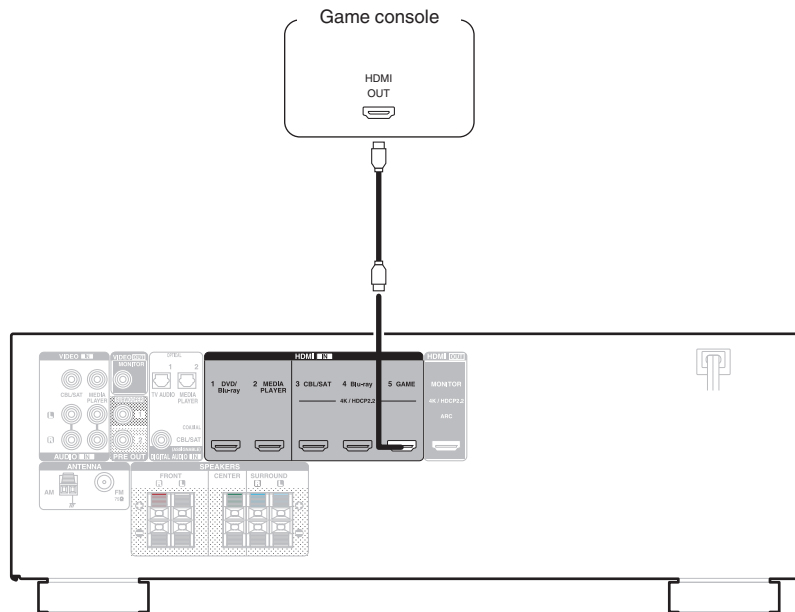 Game console
HDMI
OUT
VIDEO IN
VIDEO OUT
MONITOR
OPTICAL
1 2
TV AUDIO
MEDIA
PLAYER
CBL/SAT
MEDIA
PLAYER
L
R
AUDIO IN
1
2
PRE OUT
COAXIAL
CBL/SAT
DIGITAL AUDIO IN
HDMI IN
1 DVD/
Blu-ray
2 MEDIA
PLAYER
3 CBL/SAT
4 Blu-ray
5 GAME
4K / HDCP2.2
HDMI OUT
MONITOR
4K / HDCP2.2
ARC
ANTENNA
AM
FM
SPEAKERS
FRONT
R L
CENTER
SURROUND
R L